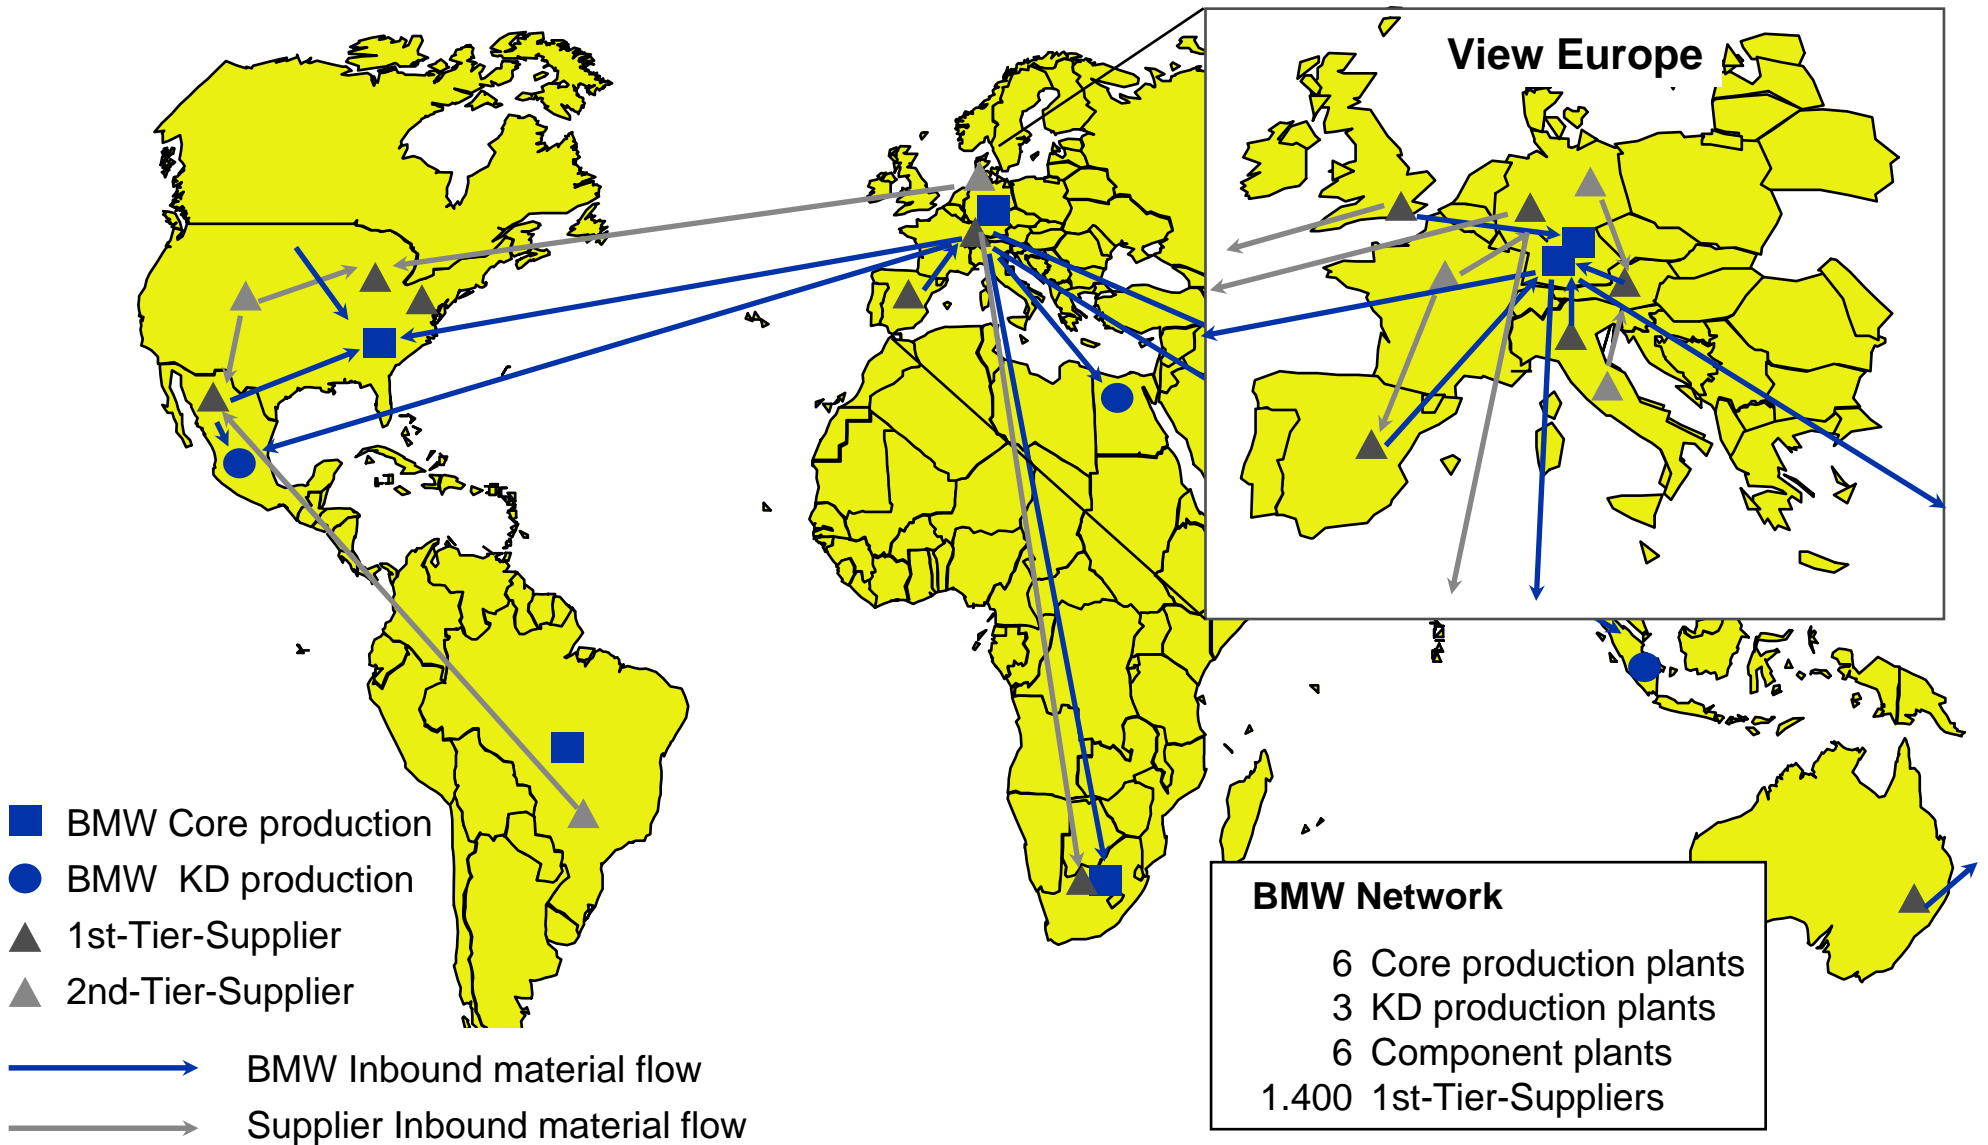 View Europe
BMW Core production
BMW KD production
1st-Tier-Supplier
2nd-Tier-Supplier
BMW Inbound material flow
Supplier Inbound material flow
BMW Network
6 Core production plants
3 KD production plants
6 Component plants
1.400 1st-Tier-Suppliers